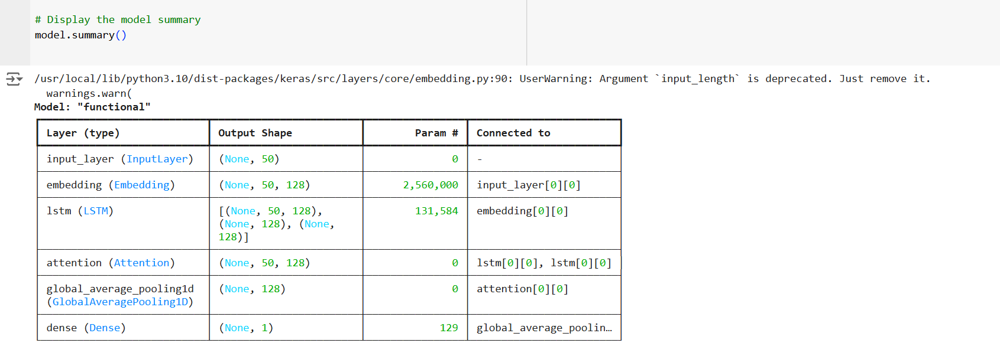 # Display the model summary
model.summary()
/usr/local/lib/python3.10/dist-packages/keras/src/layers/core/embedding.py:90: UserWarning: Argument `input_length` is deprecated. Just remove it.
warnings.warn(
Model: "functional"
Layer (type) Output Shape Param # Connected to
input_layer (InputLayer) (None, 50) 0 -
embedding (Embedding) (None, 50, 128) 2,560,000 input_layer[0][0]
lstm (LSTM) [(None, 50, 128), 131,584 embedding[0][0]
(None, 128), (None,
128)]
attention (Attention) (None, 50, 128) 0 lstm[0][0], lstm[0][0]
global_average_pooling1d (None, 128) 0 attention[0][0]
(GlobalAveragePooling1D)
dense (Dense) (None, 1) 129 global_average_poolin…